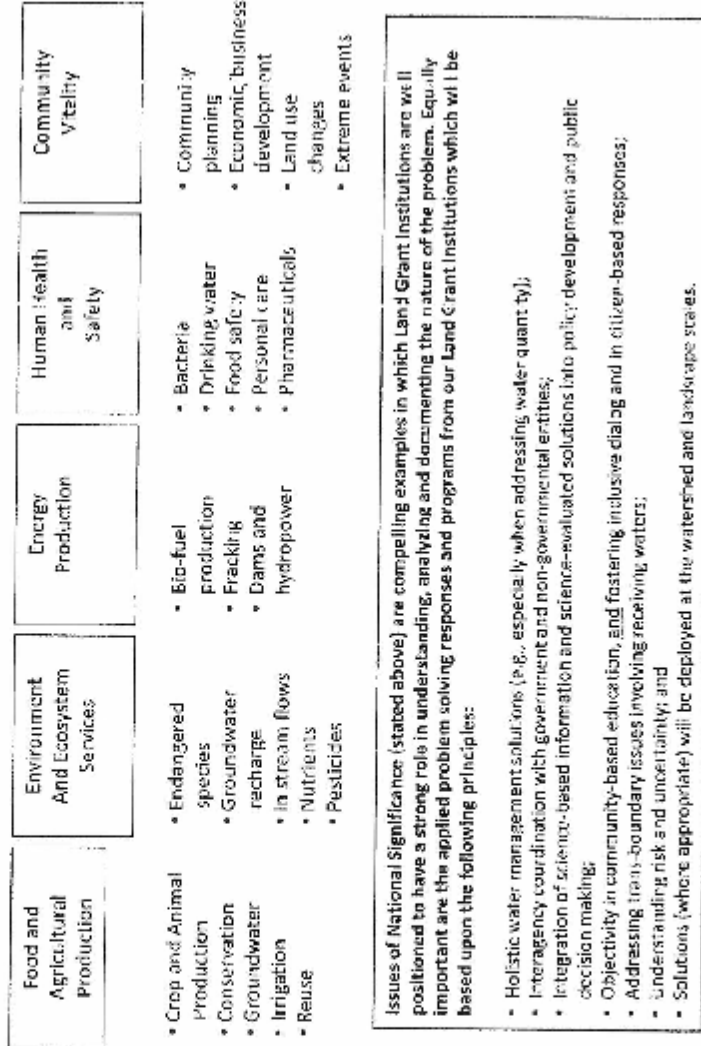 Food and
Agricultural
Production
• Crop and Animal
Production
• Conservation
• Groundwater
• Irrigation
• Reuse
Environment
And Ecosystem
Services
• Endangered
species
• Groundwater
recharge
• In stream flows
• Nutrients
• Pesticides
Energy
Production
• Bio-fuel
production
• Fracking
• Dams and
hydropower
Human Health
and
Safety
• Bacteria
• Drinking water
• Food safety
• Personal care
• Pharmaceuticals
Community
Vitality
• Community
planning
• Economic, business
development
• Land use
changes
• Extreme events
Issues of National Significance (stated above) are compelling examples in which Land Grant Institutions are well
positioned to have a strong role in understanding, analyzing and documenting the nature of the problem. Equally
important are the applied problem solving responses and programs from our Land Grant Institutions which will be
based upon the following principles:
• Holistic water management solutions (e.g., especially when addressing water quantity);
• Interagency coordination with government and non-governmental entities;
• Integration of science-based information and science-evaluated solutions into policy development and public
decision making;
• Objectivity in community-based education, and fostering inclusive dialog and in citizen-based responses;
• Addressing trans-boundary issues involving receiving waters;
• Understanding risk and uncertainty; and
• Solutions (where appropriate) will be deployed at the watershed and landscape scales.